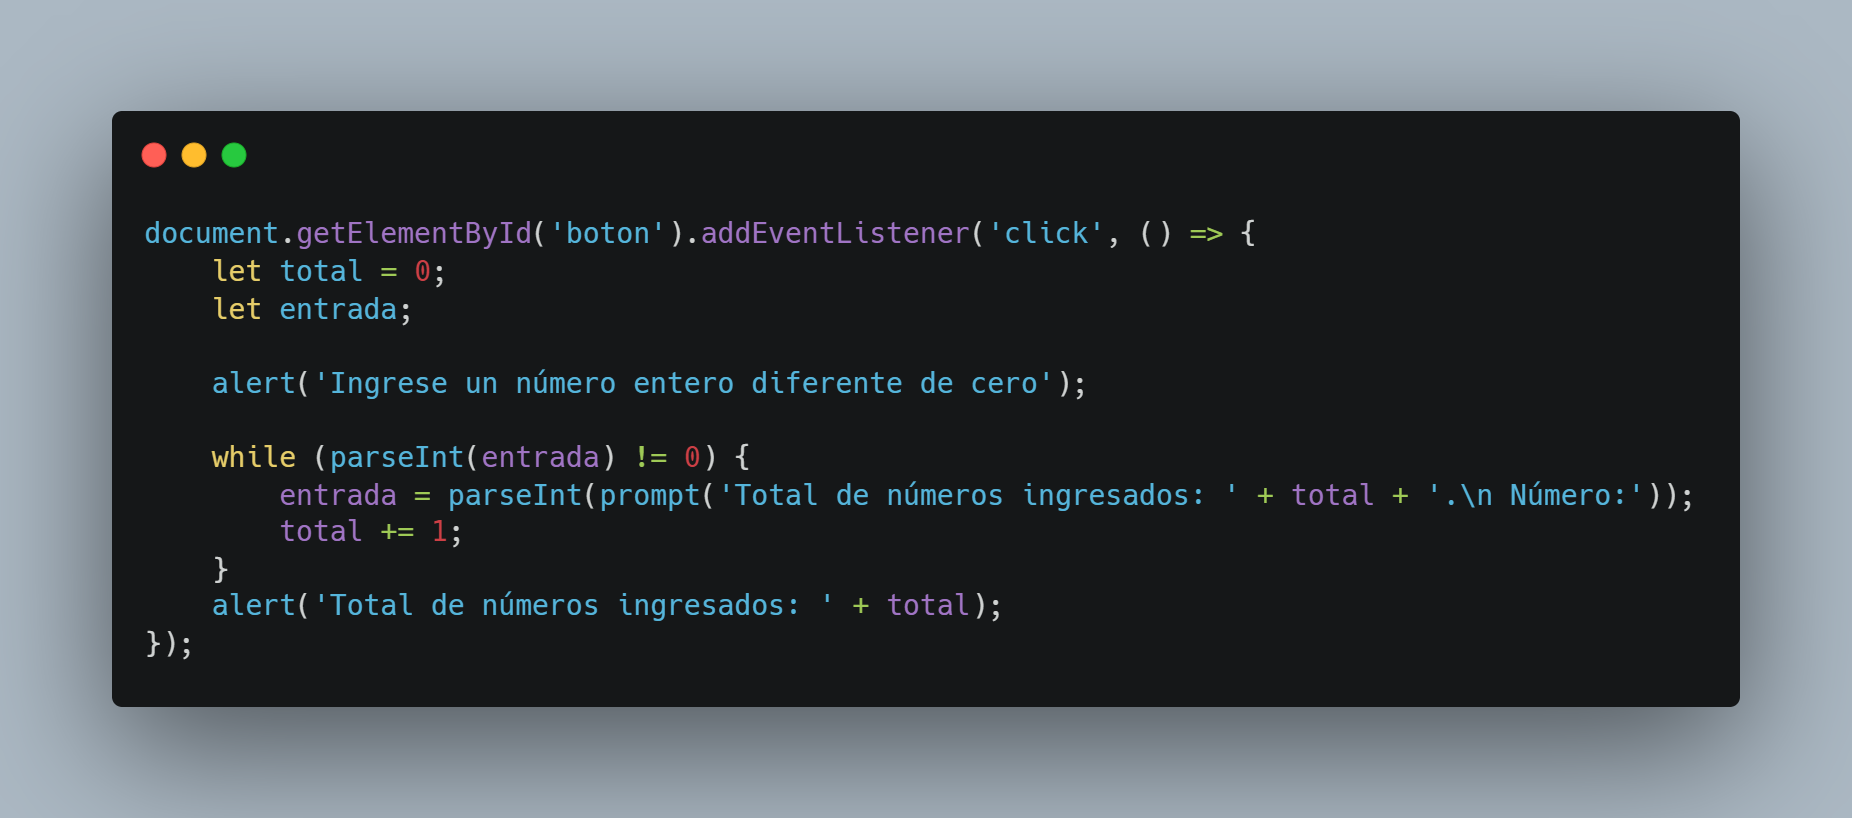 document.getElementById('boton').addEventListener('click', () => {
    let total = 0;
    let entrada;

    alert('Ingrese un número entero diferente de cero');

    while (parseInt(entrada) != 0) {
        entrada = parseInt(prompt('Total de números ingresados: ' + total + '.\n Número:'));
        total += 1;
    }
    alert('Total de números ingresados: ' + total);
});